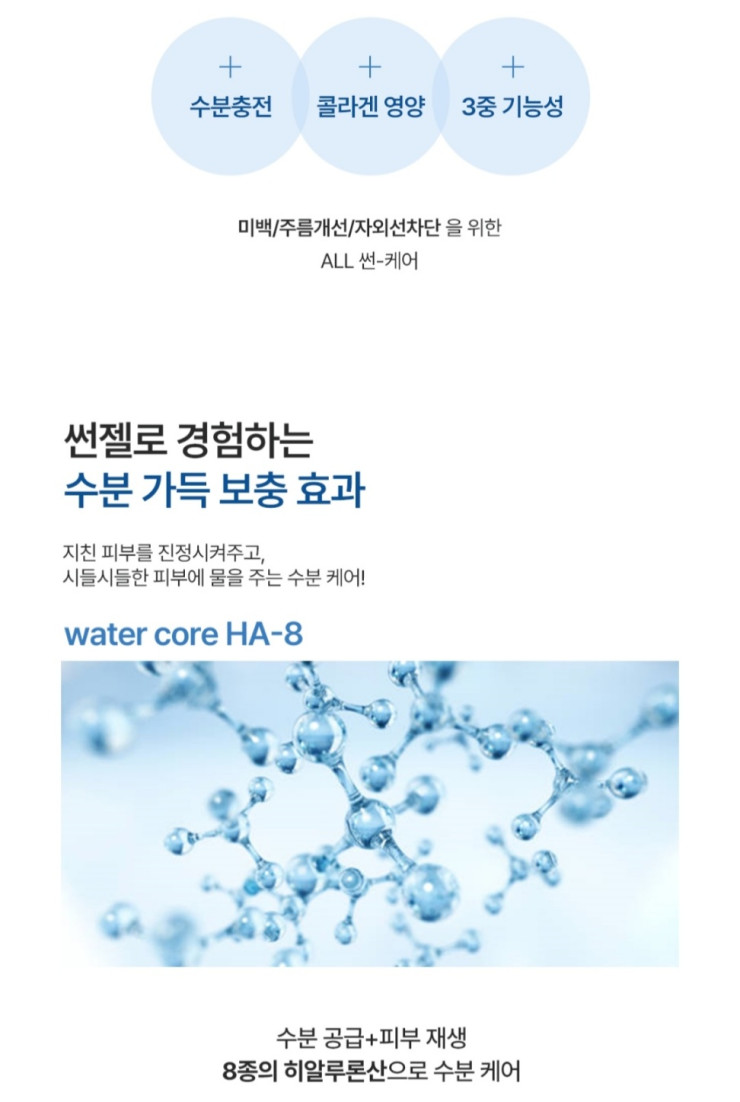 + + +
수분충전 콜라겐 영양 3중 기능성
미백/주름개선/자외선차단 을 위한
ALL 썬-케어
썬젤로 경험하는
수분 가득 보충 효과
지친 피부를 진정시켜주고,
시들시들한 피부에 물을 주는 수분 케어!
water core HA-8
수분 공급+피부 재생
8종의 히알루론산으로 수분 케어